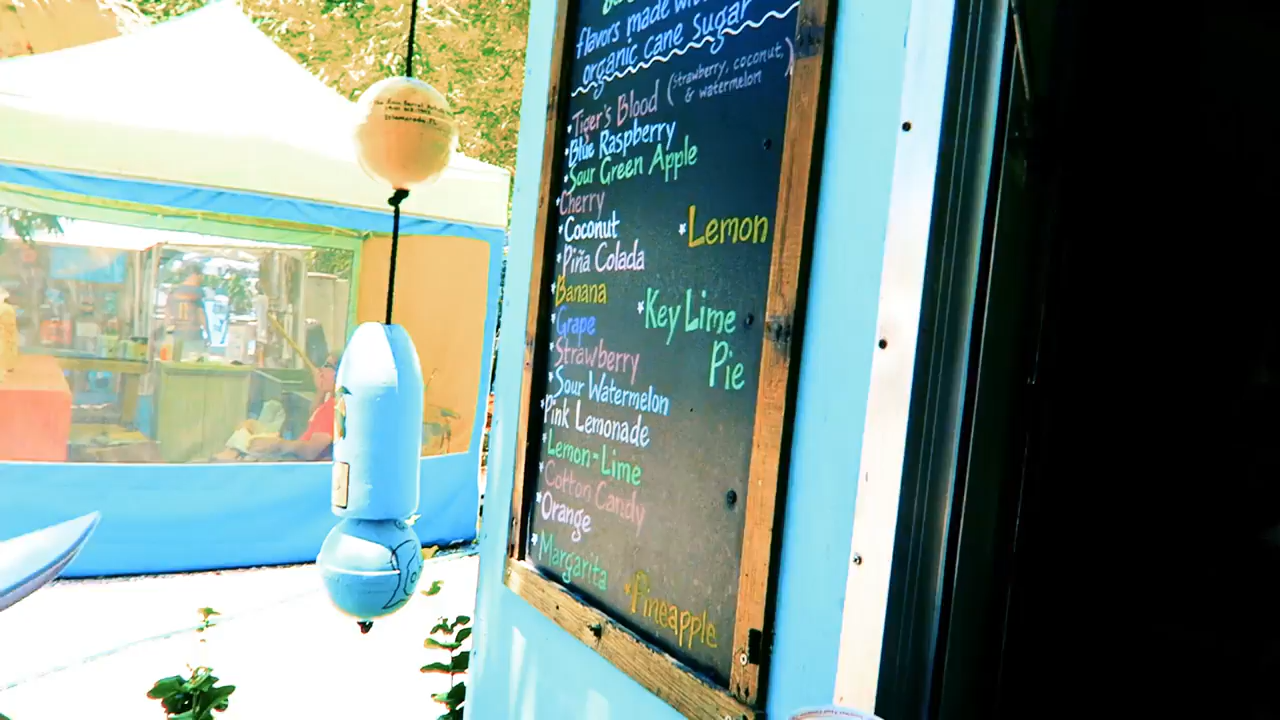 flavors made with
organic cane sugar
*Tiger's Blood (strawberry, coconut, & watermelon)
*Blue Raspberry
*Sour Green Apple
*Cherry
*Coconut
*Lemon
*Piña Colada
*Banana
*Key Lime
Pie
*Grape
*Strawberry
*Sour Watermelon
*Pink Lemonade
*Lemon-Lime
*Cotton Candy
*Orange
*Margarita
*Pineapple
Islamorada, FL